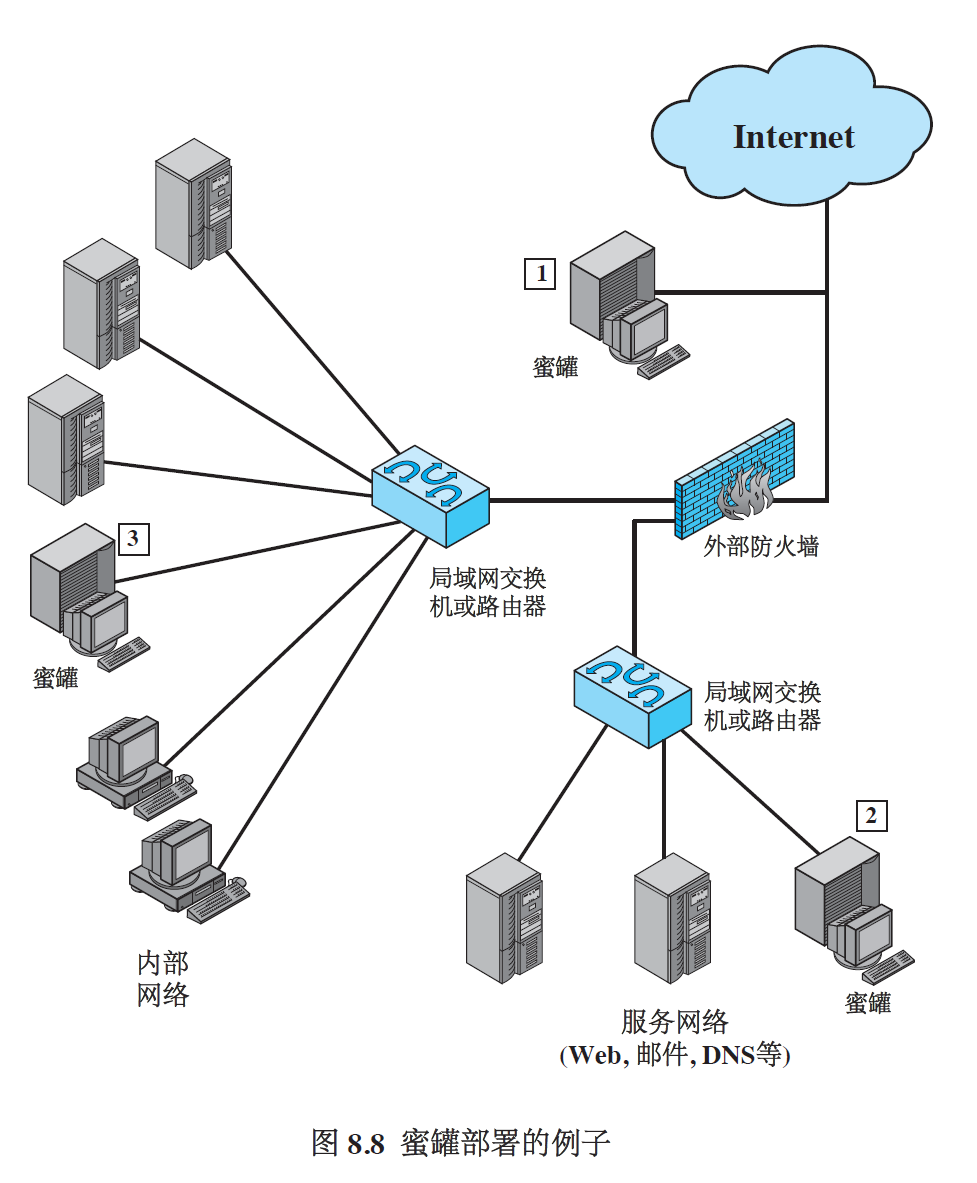 Internet
1
蜜罐
外部防火墙
3
蜜罐
局域网交换
机或路由器
局域网交换
机或路由器
2
蜜罐
内部
网络
服务网络
(Web, 邮件, DNS等)
图 8.8 蜜罐部署的例子